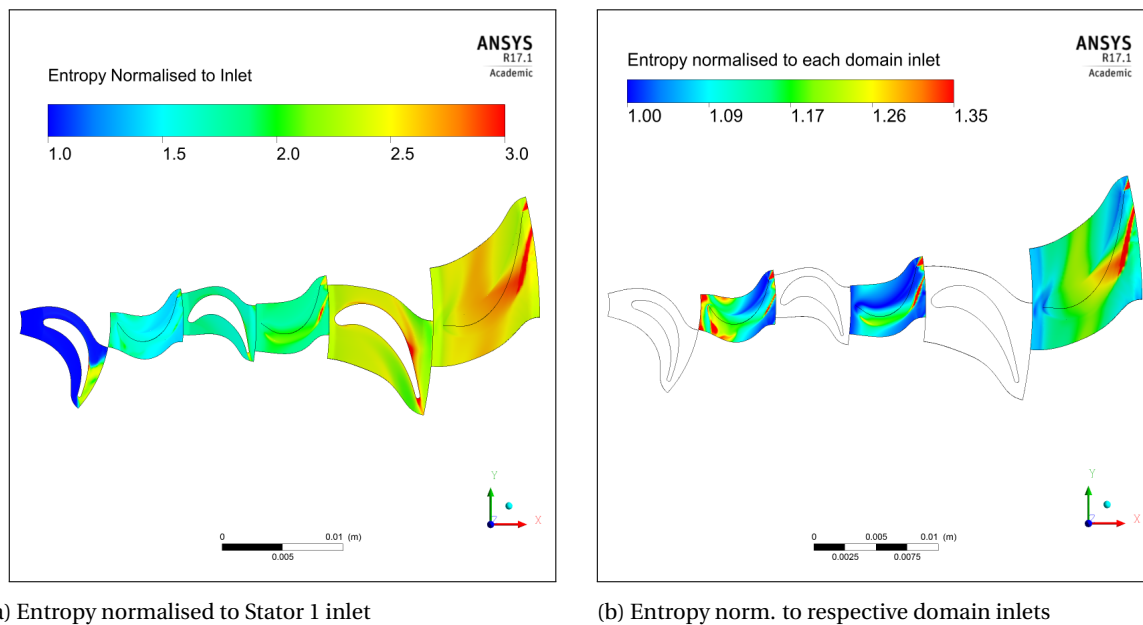 ANSYS
R17.1
Academic
Entropy Normalised to Inlet
1.0 1.5 2.0 2.5 3.0
Y
X
0 0.01 (m)
0.005
ANSYS
R17.1
Academic
Entropy normalised to each domain inlet
1.00 1.09 1.17 1.26 1.35
Y
X
0 0.005 0.01 (m)
0.0025 0.0075
) Entropy normalised to Stator 1 inlet
(b) Entropy norm. to respective domain inlets